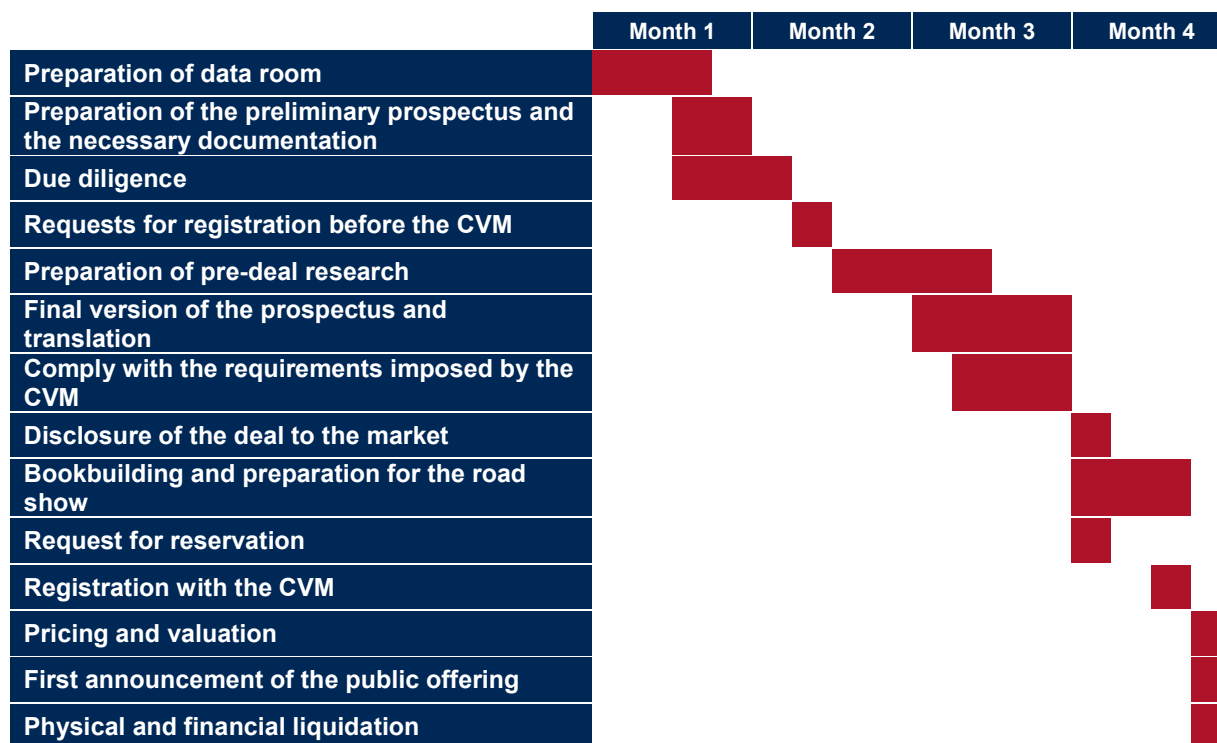 Month 1 Month 2 Month 3 Month 4
Preparation of data room
Preparation of the preliminary prospectus and
the necessary documentation
Due diligence
Requests for registration before the CVM
Preparation of pre-deal research
Final version of the prospectus and
translation
Comply with the requirements imposed by the
CVM
Disclosure of the deal to the market
Bookbuilding and preparation for the road
show
Request for reservation
Registration with the CVM
Pricing and valuation
First announcement of the public offering
Physical and financial liquidation